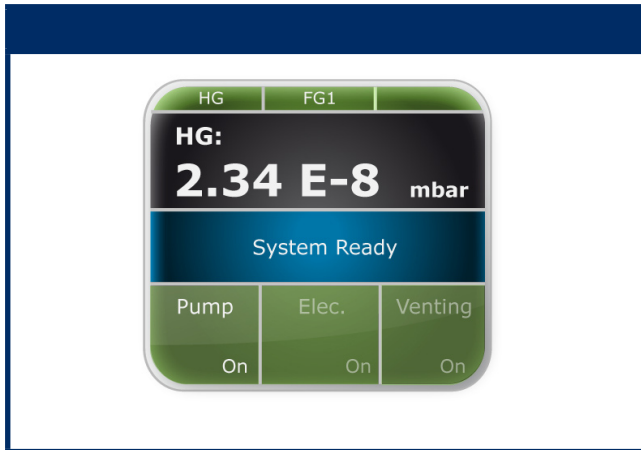 HG FG1
HG:
2.34 E-8 mbar
System Ready
Pump Elec. Venting
On On On